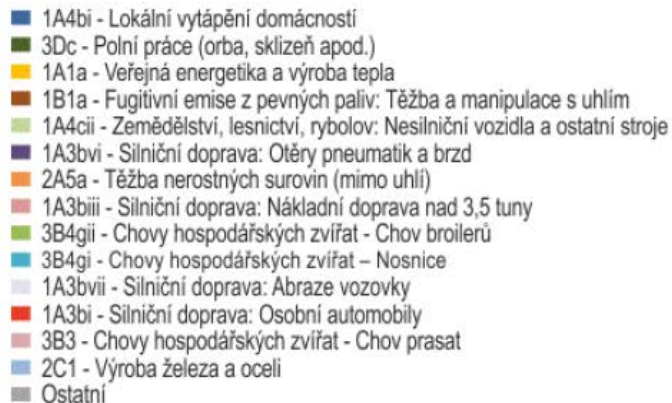 1A4bi - Lokální vytápění domácností
3Dc - Polní práce (orba, sklizeň apod.)
1A1a - Veřejná energetika a výroba tepla
1B1a - Fugitivní emise z pevných paliv: Těžba a manipulace s uhlím
1A4cii - Zemědělství, lesnictví, rybolov: Nesilniční vozidla a ostatní stroje
1A3bvi - Silniční doprava: Otěry pneumatik a brzd
2A5a - Těžba nerostných surovin (mimo uhlí)
1A3biii - Silniční doprava: Nákladní doprava nad 3,5 tuny
3B4gii - Chovy hospodářských zvířat - Chov broilerů
3B4gi - Chovy hospodářských zvířat – Nosnice
1A3bvii - Silniční doprava: Abraze vozovky
1A3bi - Silniční doprava: Osobní automobily
3B3 - Chovy hospodářských zvířat - Chov prasat
2C1 - Výroba železa a oceli
Ostatní